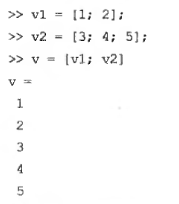 >> v1 = [1; 2];
>> v2 = [3; 4; 5];
>> v = [v1; v2]
v =
1
2
3
4
5